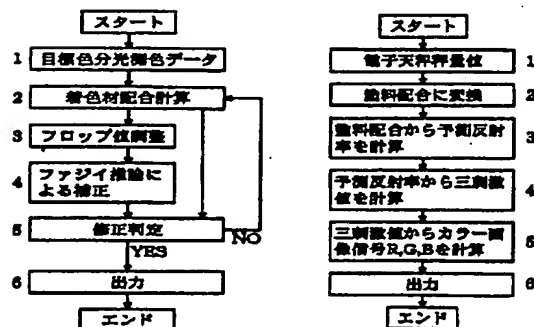 スタート
1 目標色分光測色データ
2 着色材配合計算
3 フロップ値調整
4 ファジイ推論に
よる補正
5 修正判定
NO
YES
6 出力
エンド
スタート
電子天秤秤量値 1
塗料配合に変換 2
塗料配合から予測反射
率を計算 3
予測反射率から三刺激
値を計算 4
三刺激値からカラー画
像信号R,G,Bを計算 5
出力 6
エンド